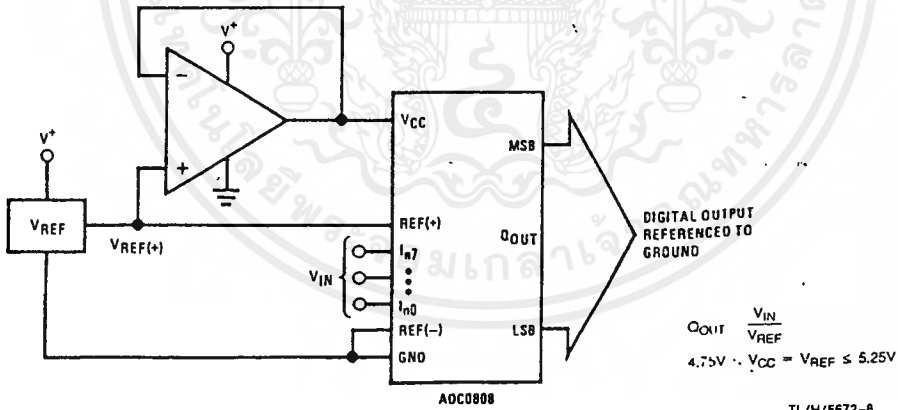 V+
−
+
V+
VREF
VREF(+)
VCC
MSB
REF(+)
QOUT
VIN
In7
In0
REF(−)
GND
LSB
ADC0808
DIGITAL OUTPUT
REFERENCED TO
GROUND
QOUT VIN
VREF
4.75V VCC = VREF ≤ 5.25V
TL/H/5672-8